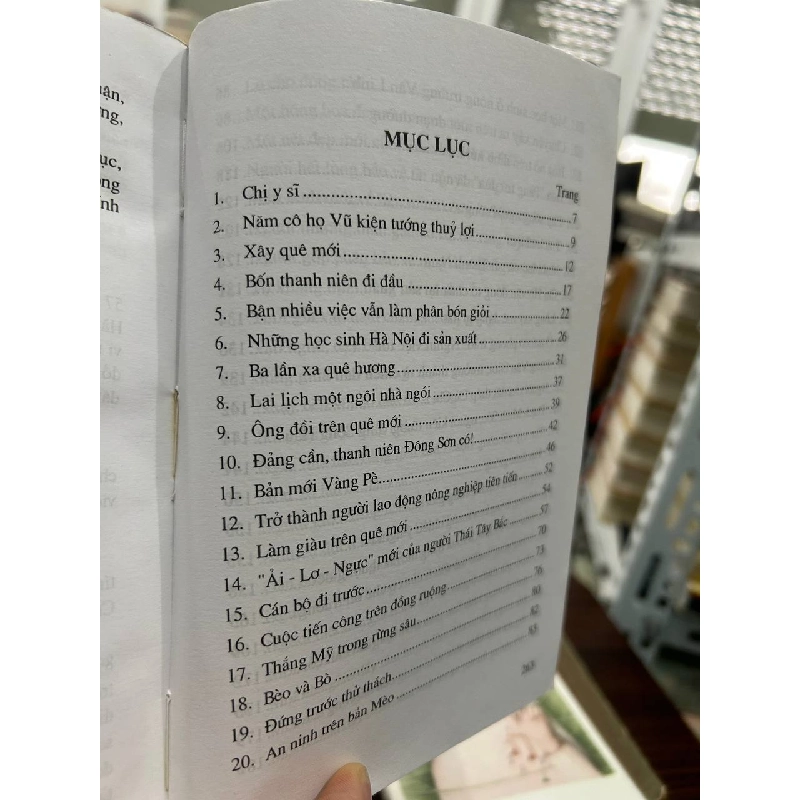 ận,
ng,
ục,
ông
ính
MỤC LỤC
Trang
1. Chị y sĩ ........ 7
2. Năm cô họ Vũ kiện tướng thuỷ lợi ........ 9
3. Xây quê mới ........ 12
4. Bốn thanh niên đi đầu ........ 17
5. Bận nhiều việc vẫn làm phân bón giỏi ........ 22
6. Những học sinh Hà Nội đi sản xuất ........ 26
7. Ba lần xa quê hương ........ 31
8. Lai lịch một ngôi nhà ngói ........ 37
9. Ông đồi trên quê mới ........ 39
10. Đảng cần, thanh niên Đông Sơn có! ........ 42
11. Bản mới Vàng Pè ........ 46
12. Trở thành người lao động nông nghiệp tiên tiến ........ 52
13. Làm giàu trên quê mới ........ 54
14. "Ải - Lơ - Ngực" mới của người Thái Tây Bắc ........ 57
15. Cán bộ đi trước ........ 70
16. Cuộc tiến công trên đồng ruộng ........ 73
17. Thắng Mỹ trong rừng sâu ........ 76
18. Bèo và Bò ........ 80
19. Đứng trước thử thách ........ 82
20. An ninh trên bản Mèo ........ 85
263